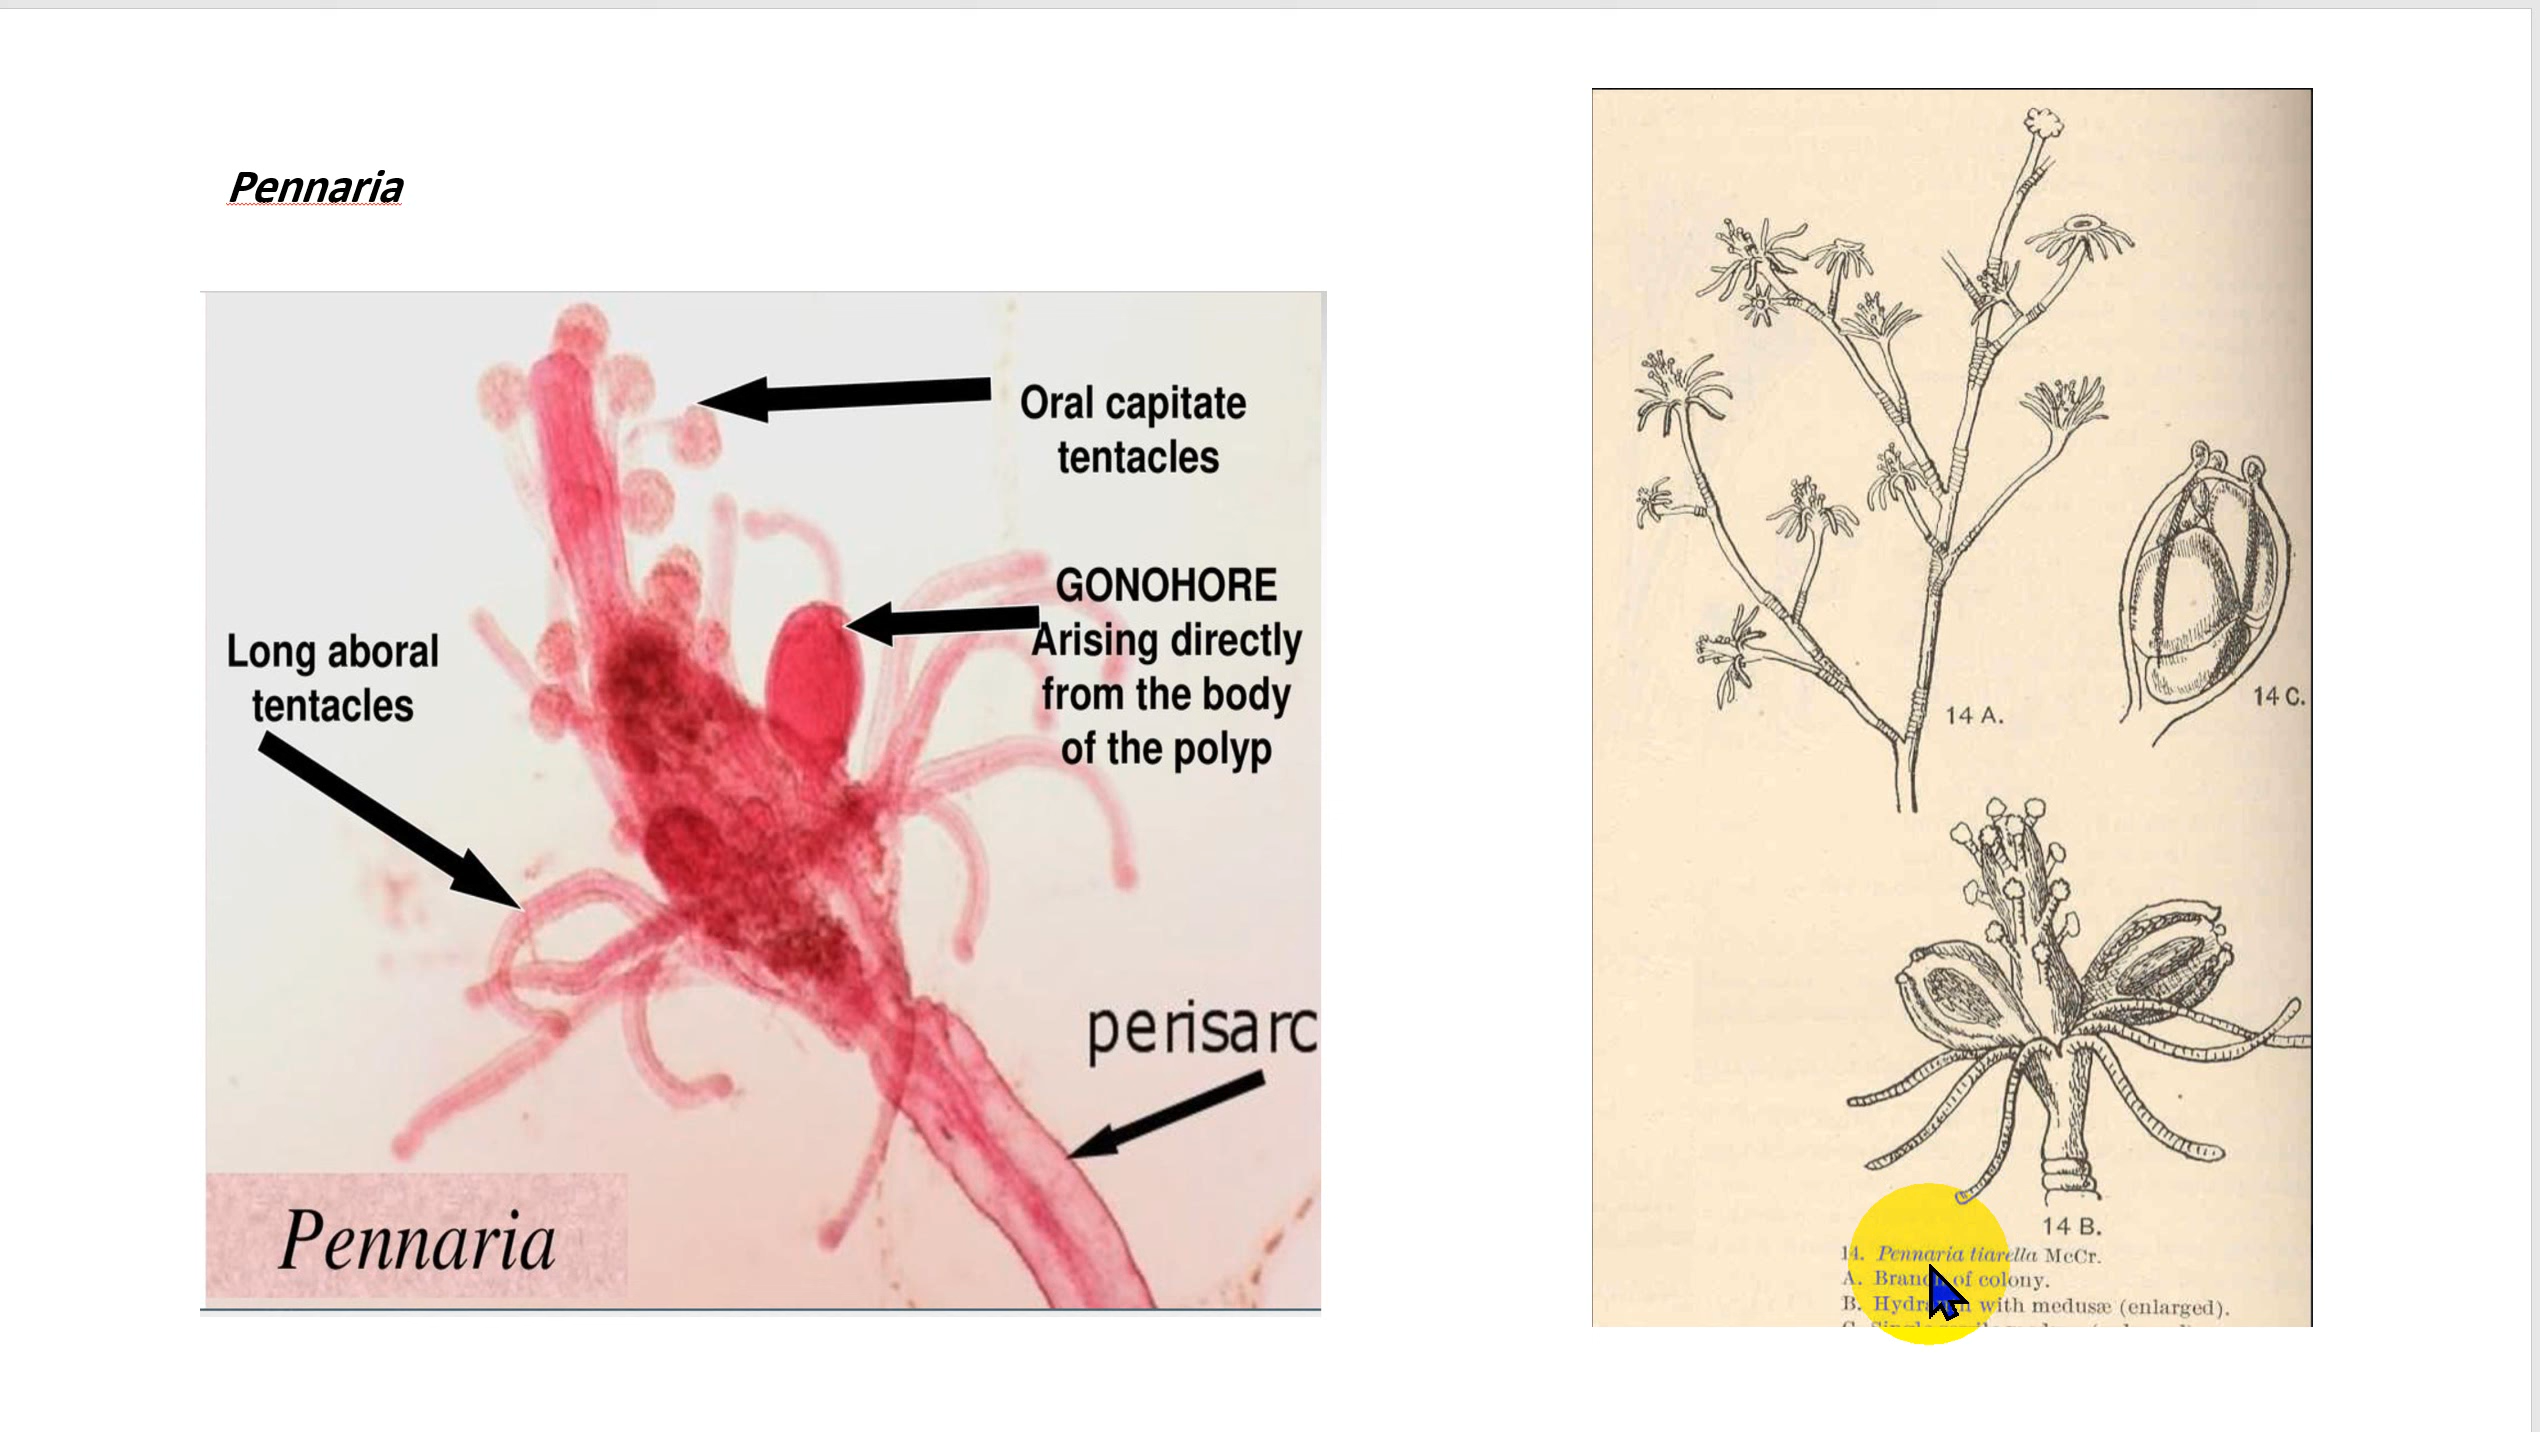 Pennaria
Oral capitate
tentacles
GONOHORE
Arising directly
from the body
of the polyp
Long aboral
tentacles
perisarc
Pennaria
14 A.
14 C.
14 B.
14. Pennaria tiarella McCr.
A. Branch of colony.
B. with medusæ (enlarged).